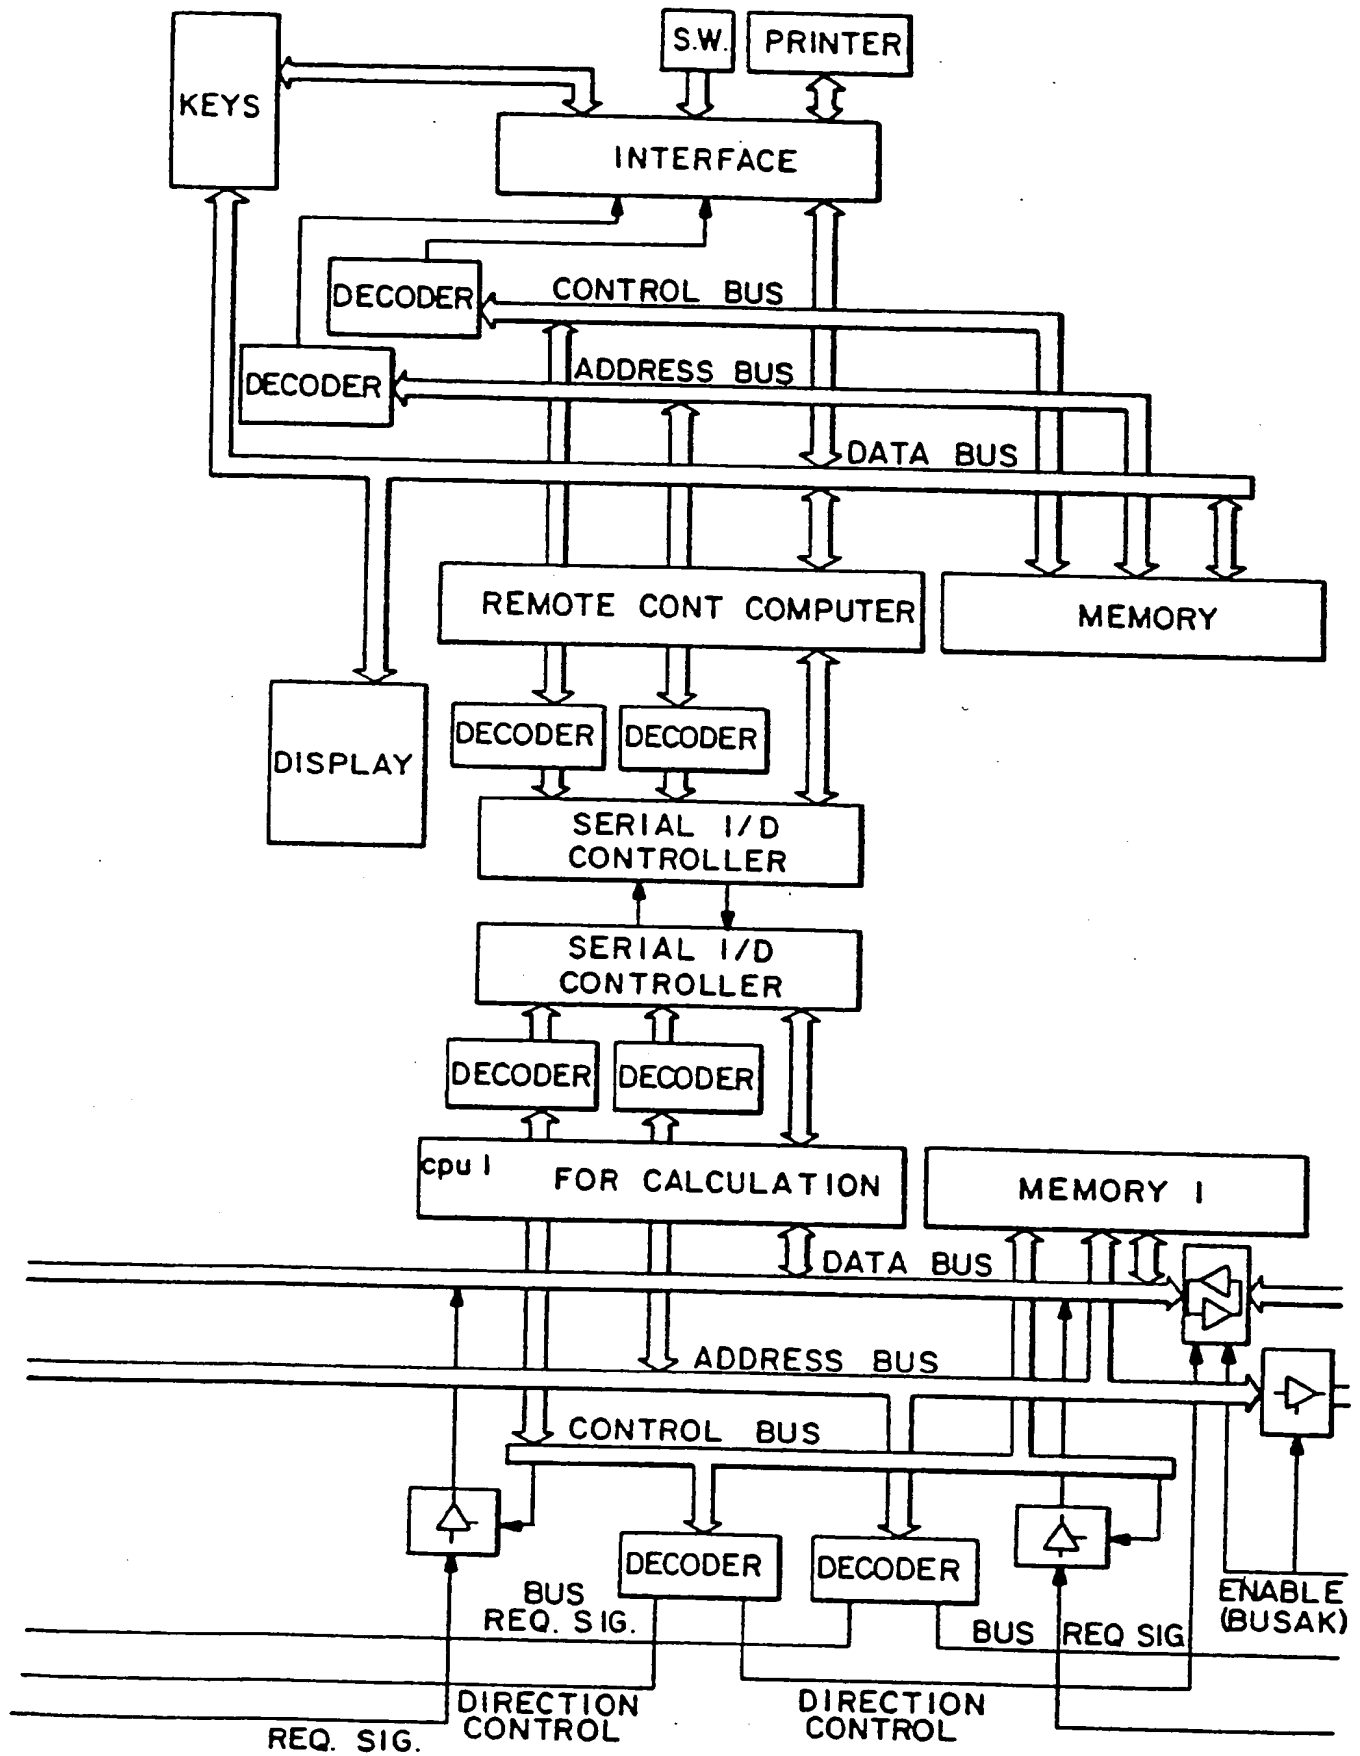 S.W.
PRINTER
KEYS
INTERFACE
DECODER
CONTROL BUS
DECODER
ADDRESS BUS
DATA BUS
REMOTE CONT COMPUTER
MEMORY
DECODER
DECODER
DISPLAY
SERIAL I/D
CONTROLLER
SERIAL I/D
CONTROLLER
DECODER
DECODER
cpu I
FOR CALCULATION
MEMORY I
DATA BUS
ADDRESS BUS
CONTROL BUS
DECODER
DECODER
BUS
REQ. SIG.
ENABLE
(BUSAK)
BUS REQ SIG
DIRECTION
CONTROL
DIRECTION
CONTROL
REQ. SIG.